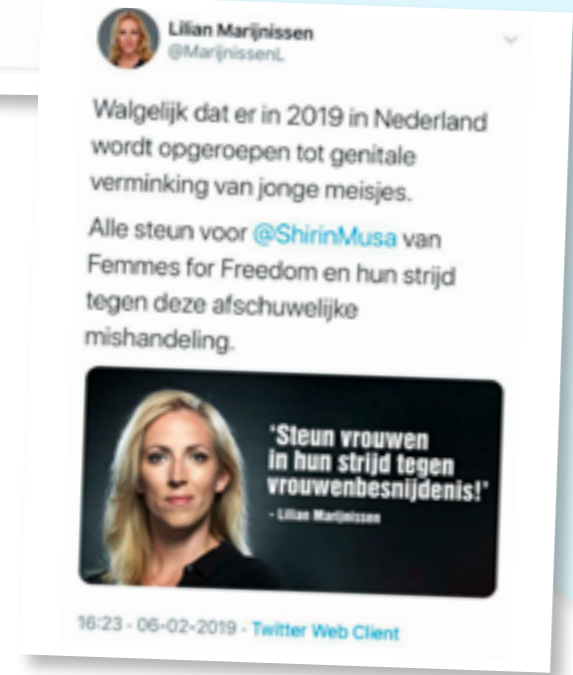 Lilian Marijnissen
@MarijnissenL
Walgelijk dat er in 2019 in Nederland
wordt opgeroepen tot genitale
verminking van jonge meisjes.
Alle steun voor @ShirinMusa van
Femmes for Freedom en hun strijd
tegen deze afschuwelijke
mishandeling.
'Steun vrouwen
in hun strijd tegen
vrouwenbesnijdenis!'
- Lilian Marijnissen
16:23 - 06-02-2019 - Twitter Web Client